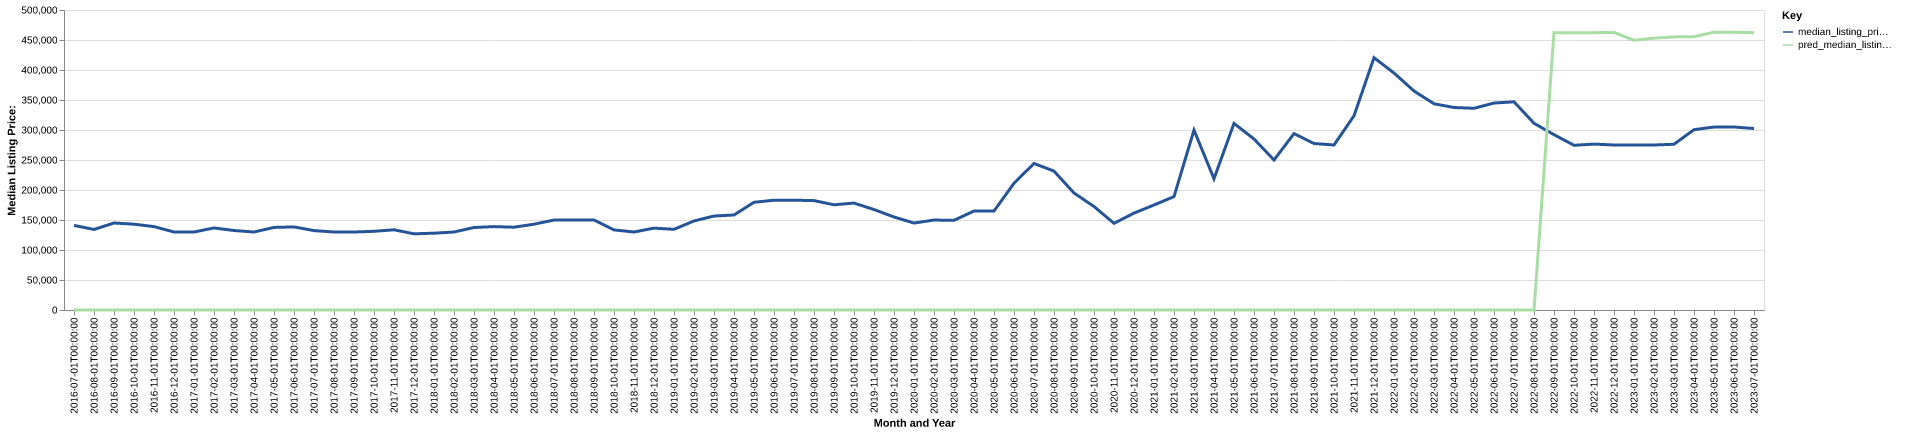 500,000
450,000
400,000
350,000
300,000
250,000
200,000
150,000
100,000
50,000
0
Median Listing Price:
2016-07-01T00:00:00
2016-08-01T00:00:00
2016-09-01T00:00:00
2016-10-01T00:00:00
2016-11-01T00:00:00
2016-12-01T00:00:00
2017-01-01T00:00:00
2017-02-01T00:00:00
2017-03-01T00:00:00
2017-04-01T00:00:00
2017-05-01T00:00:00
2017-06-01T00:00:00
2017-07-01T00:00:00
2017-08-01T00:00:00
2017-09-01T00:00:00
2017-10-01T00:00:00
2017-11-01T00:00:00
2017-12-01T00:00:00
2018-01-01T00:00:00
2018-02-01T00:00:00
2018-03-01T00:00:00
2018-04-01T00:00:00
2018-05-01T00:00:00
2018-06-01T00:00:00
2018-07-01T00:00:00
2018-08-01T00:00:00
2018-09-01T00:00:00
2018-10-01T00:00:00
2018-11-01T00:00:00
2018-12-01T00:00:00
2019-01-01T00:00:00
2019-02-01T00:00:00
2019-03-01T00:00:00
2019-04-01T00:00:00
2019-05-01T00:00:00
2019-06-01T00:00:00
2019-07-01T00:00:00
2019-08-01T00:00:00
2019-09-01T00:00:00
2019-10-01T00:00:00
2019-11-01T00:00:00
2019-12-01T00:00:00
2020-01-01T00:00:00
2020-02-01T00:00:00
2020-03-01T00:00:00
2020-04-01T00:00:00
2020-05-01T00:00:00
2020-06-01T00:00:00
2020-07-01T00:00:00
2020-08-01T00:00:00
2020-09-01T00:00:00
2020-10-01T00:00:00
2020-11-01T00:00:00
2020-12-01T00:00:00
2021-01-01T00:00:00
2021-02-01T00:00:00
2021-03-01T00:00:00
2021-04-01T00:00:00
2021-05-01T00:00:00
2021-06-01T00:00:00
2021-07-01T00:00:00
2021-08-01T00:00:00
2021-09-01T00:00:00
2021-10-01T00:00:00
2021-11-01T00:00:00
2021-12-01T00:00:00
2022-01-01T00:00:00
2022-02-01T00:00:00
2022-03-01T00:00:00
2022-04-01T00:00:00
2022-05-01T00:00:00
2022-06-01T00:00:00
2022-07-01T00:00:00
2022-08-01T00:00:00
2022-09-01T00:00:00
2022-10-01T00:00:00
2022-11-01T00:00:00
2022-12-01T00:00:00
2023-01-01T00:00:00
2023-02-01T00:00:00
2023-03-01T00:00:00
2023-04-01T00:00:00
2023-05-01T00:00:00
2023-06-01T00:00:00
2023-07-01T00:00:00
Month and Year
Key
median_listing_pri…
pred_median_listin…